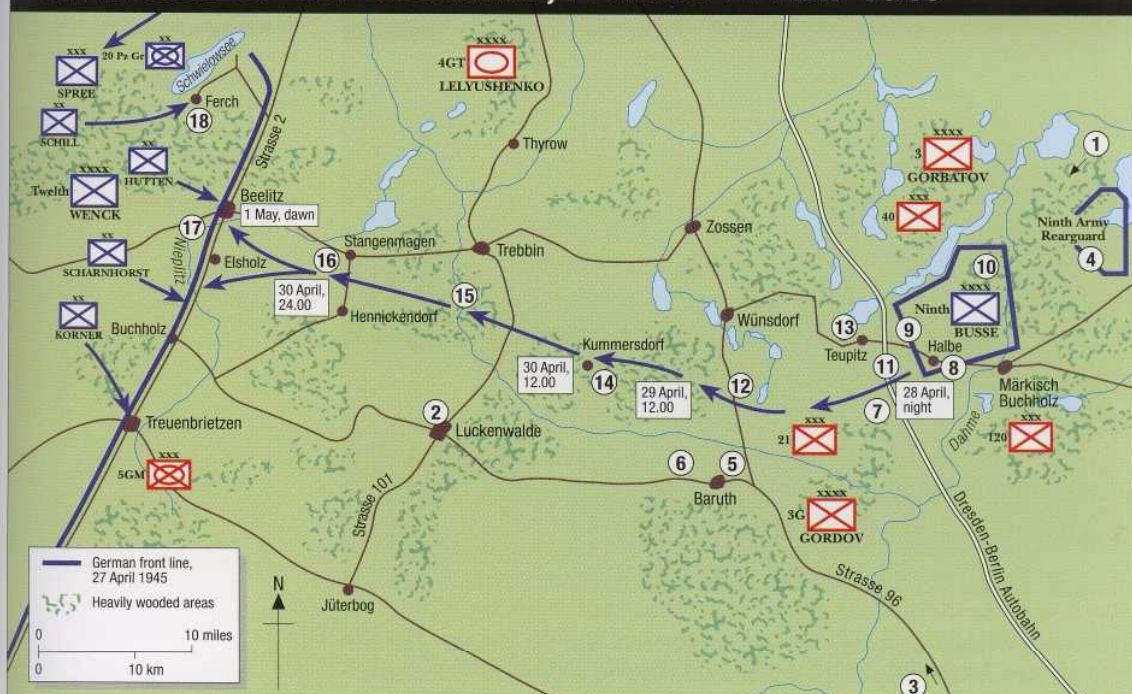 xxx
20 Pz Gr
xx
SPREE
Schwielowsee
xx
SCHILL
Ferch
18
xx
HUTTEN
Twelth
xxxx
WENCK
Strasse 2
Beelitz
1 May, dawn
17
Nieplitz
xx
SCHARNHORST
Elsholz
xx
KORNER
Buchholz
Treuenbrietzen
xxx
5GM
xxxx
4GT
LELYUSHENKO
Thyrow
Stangenmagen
16
30 April,
24.00
Hennickendorf
Trebbin
15
Zossen
Wünsdorf
Kummersdorf
14
30 April,
12.00
29 April,
12.00
12
2
Luckenwalde
Strasse 101
Jüterbog
6
5
Baruth
xxxx
3
GORBATOV
xxx
40
1
Ninth Army
Rearguard
4
10
xxxx
Ninth
BUSSE
9
Halbe
8
13
Teupitz
11
28 April,
night
7
Märkisch
Buchholz
Dahme
xxx
21
xxx
120
xxxx
3G
GORDOV
Dresden-Berlin Autobahn
Strasse 96
3
German front line,
27 April 1945
Heavily wooded areas
0 10 miles
0 10 km
N